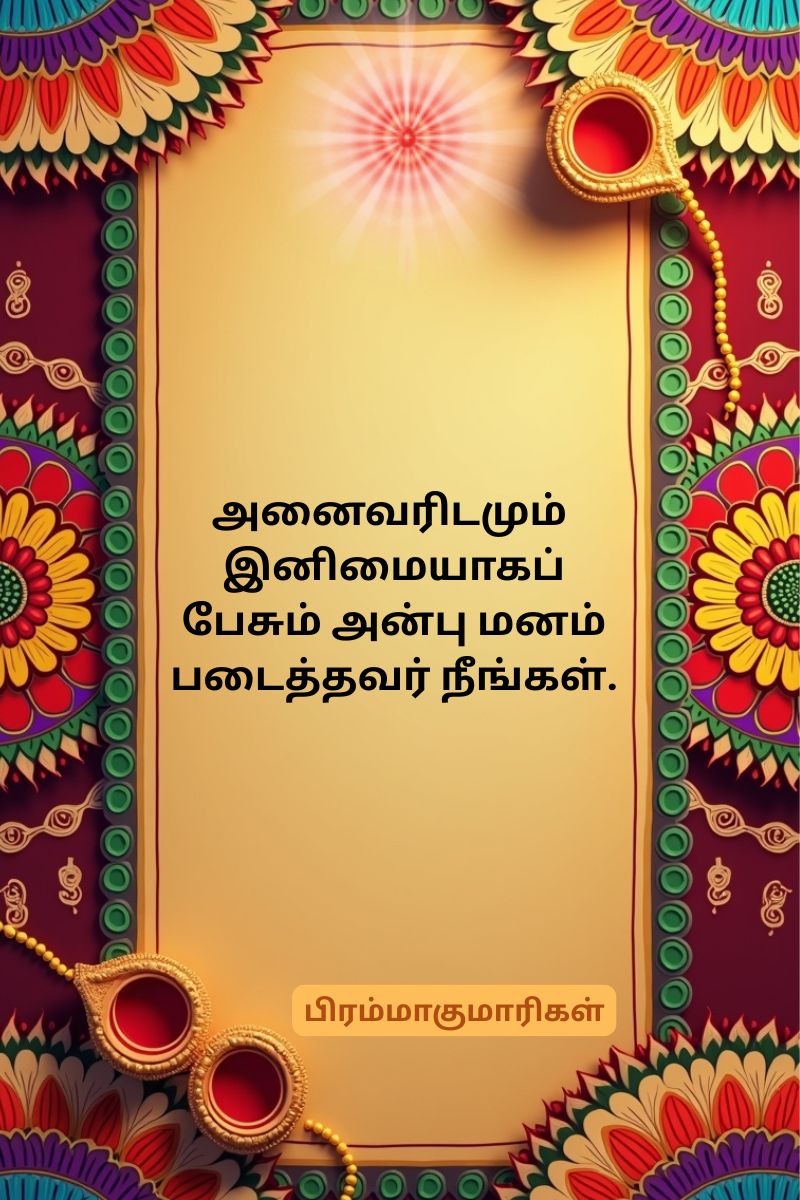 அனைவரிடமும்
இனிமையாகப்
பேசும் அன்பு மனம்
படைத்தவர் நீங்கள்.
பிரம்மாகுமாரிகள்